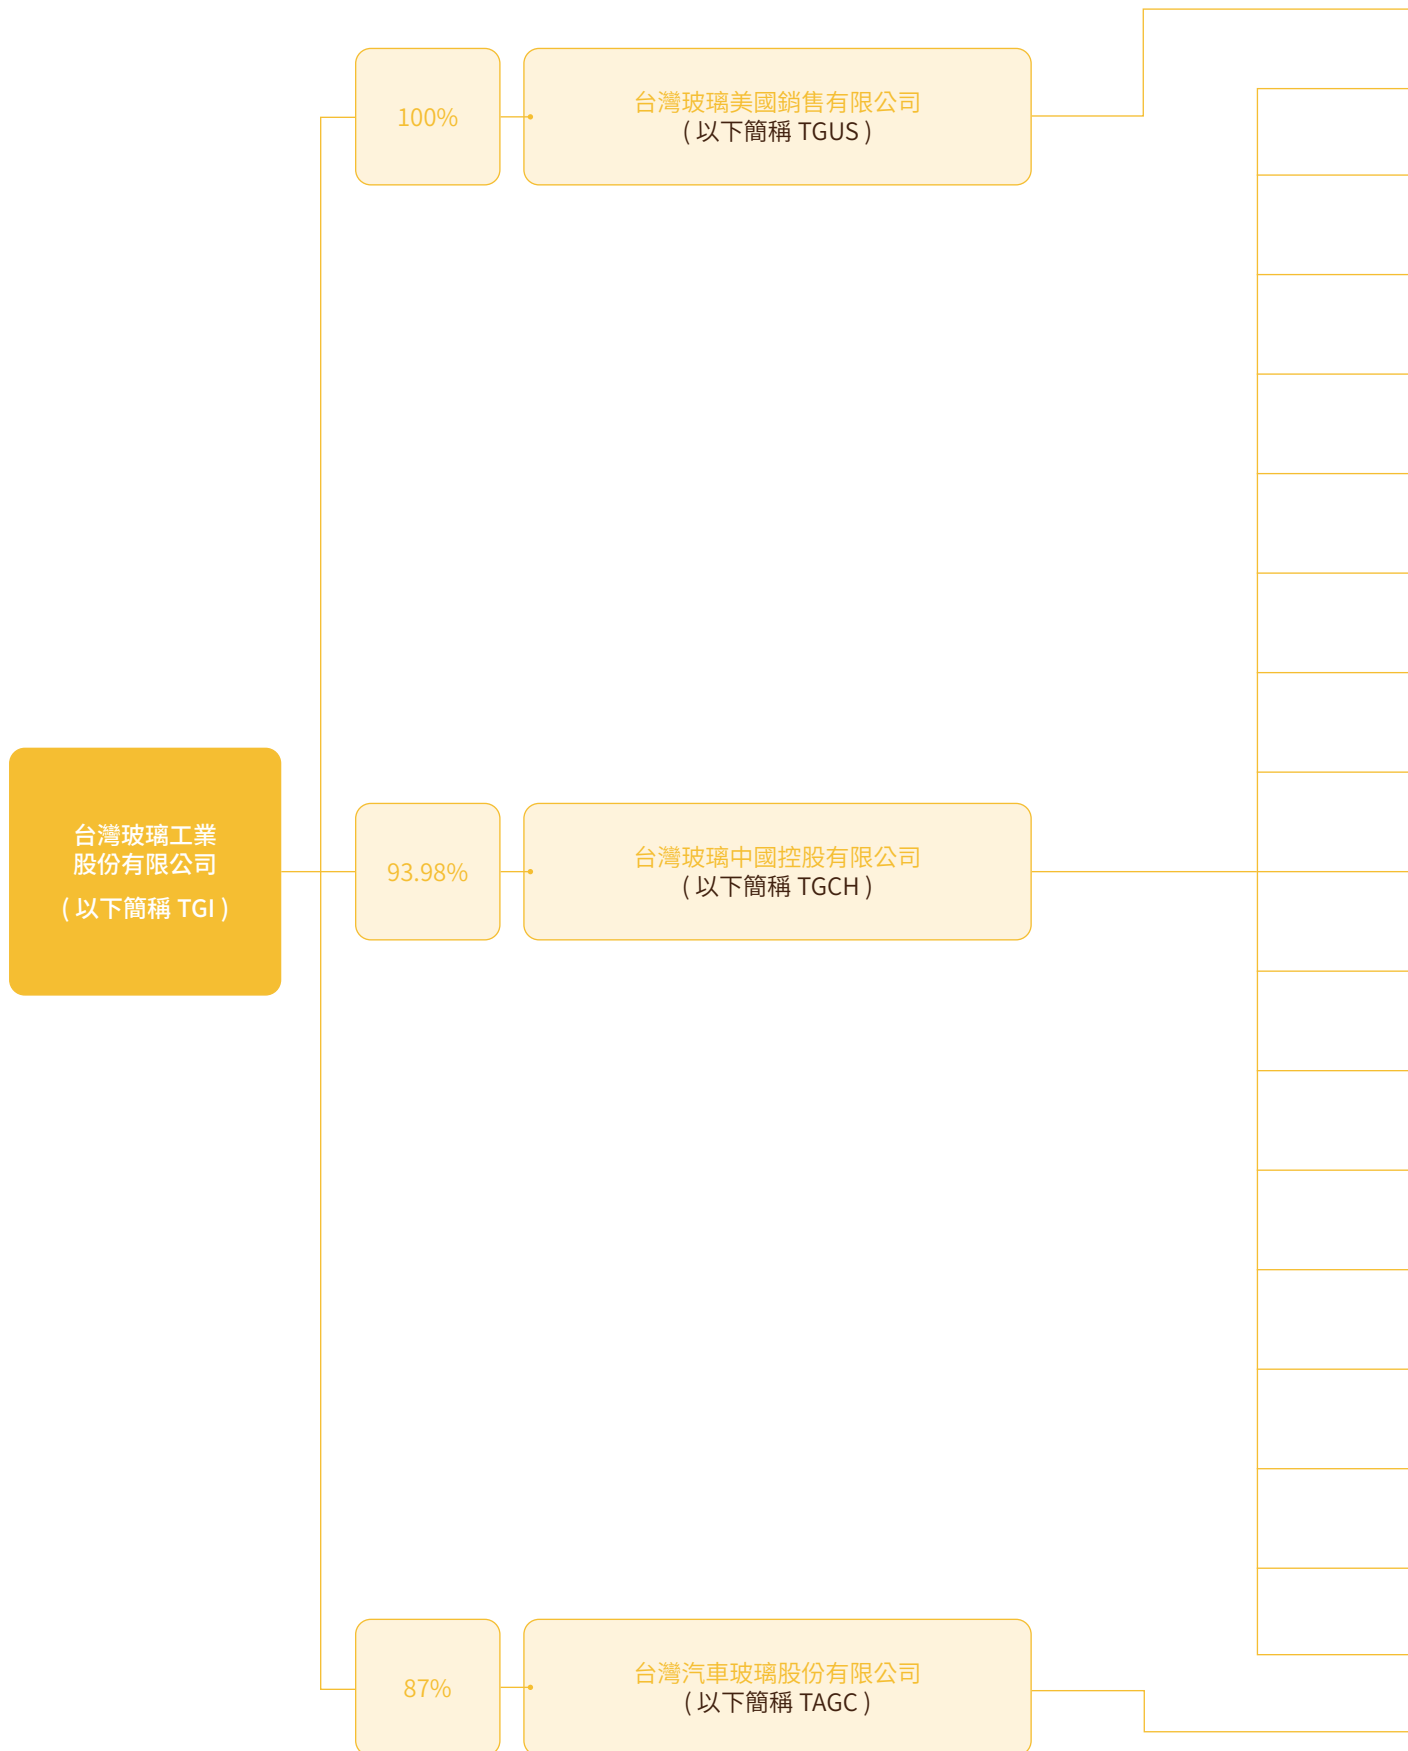 100%
台灣玻璃美國銷售有限公司
( 以下簡稱 TGUS )
台灣玻璃工業
股份有限公司
( 以下簡稱 TGI )
93.98%
台灣玻璃中國控股有限公司
( 以下簡稱 TGCH )
87%
台灣汽車玻璃股份有限公司
( 以下簡稱 TAGC )